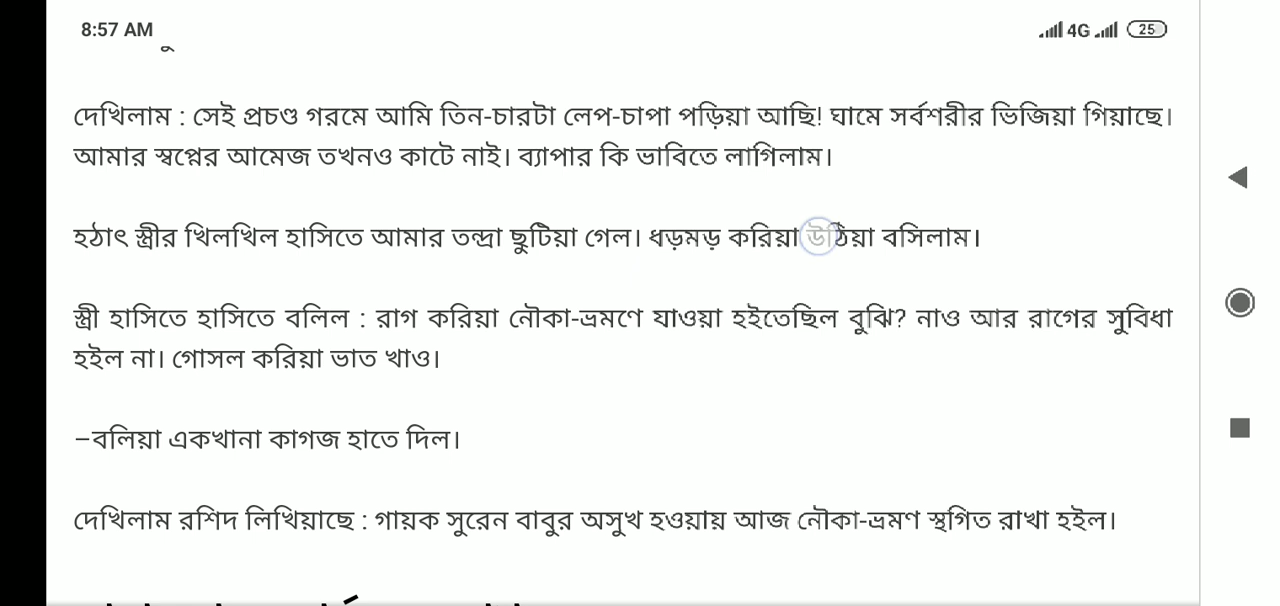 8:57 AM
4G
25
দেখিলাম : সেই প্রচণ্ড গরমে আমি তিন-চারটা লেপ-চাপা পড়িয়া আছি! ঘামে সর্বশরীর ভিজিয়া গিয়াছে।
আমার স্বপ্নের আমেজ তখনও কাটে নাই। ব্যাপার কি ভাবিতে লাগিলাম।
হঠাৎ স্ত্রীর খিলখিল হাসিতে আমার তন্দ্রা ছুটিয়া গেল। ধড়মড় করিয়া উঠিয়া বসিলাম।
স্ত্রী হাসিতে হাসিতে বলিল : রাগ করিয়া নৌকা-ভ্রমণে যাওয়া হইতেছিল বুঝি? নাও আর রাগের সুবিধা
হইল না। গোসল করিয়া ভাত খাও।
–বলিয়া একখানা কাগজ হাতে দিল।
দেখিলাম রশিদ লিখিয়াছে : গায়ক সুরেন বাবুর অসুখ হওয়ায় আজ নৌকা-ভ্রমণ স্থগিত রাখা হইল।